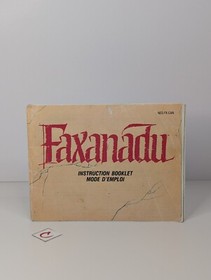 Faxanadu
INSTRUCTION BOOKLET
MODE D'EMPLOI